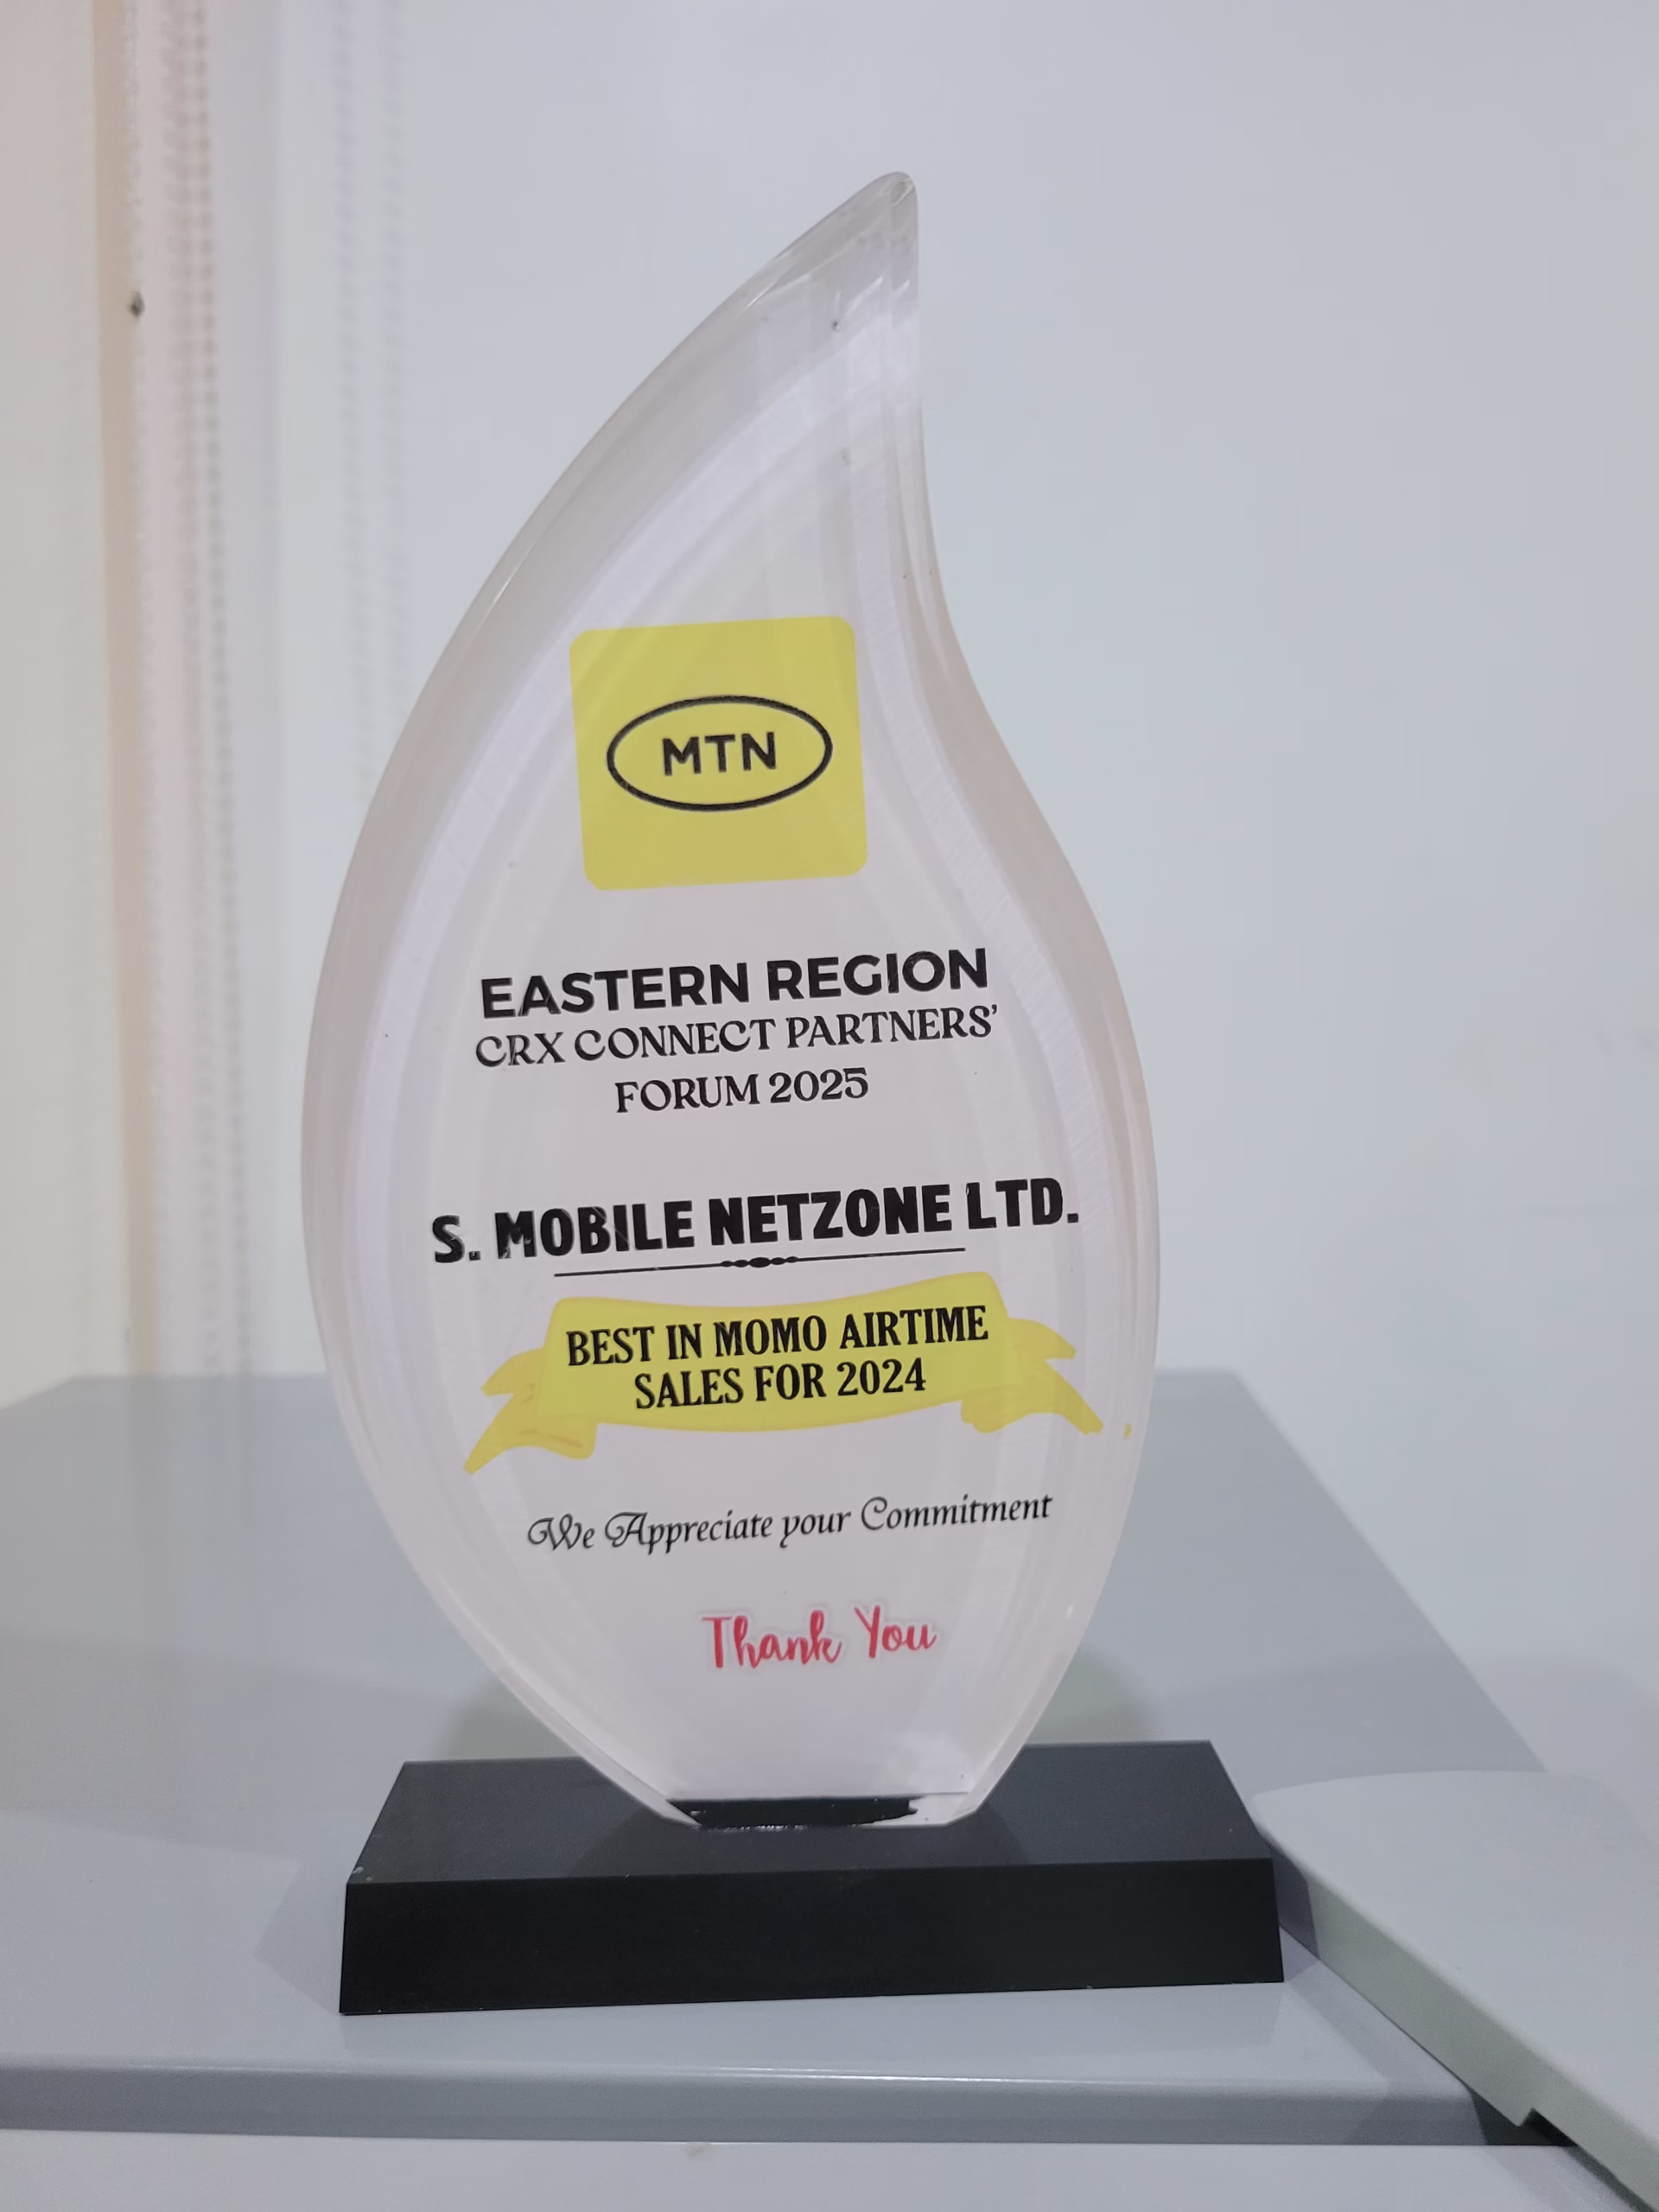 MTN
EASTERN REGION
CRX CONNECT PARTNERS'
FORUM 2025
S. MOBILE NETZONE LTD.
BEST IN MOMO AIRTIME
SALES FOR 2024
We Appreciate your Commitment
Thank You